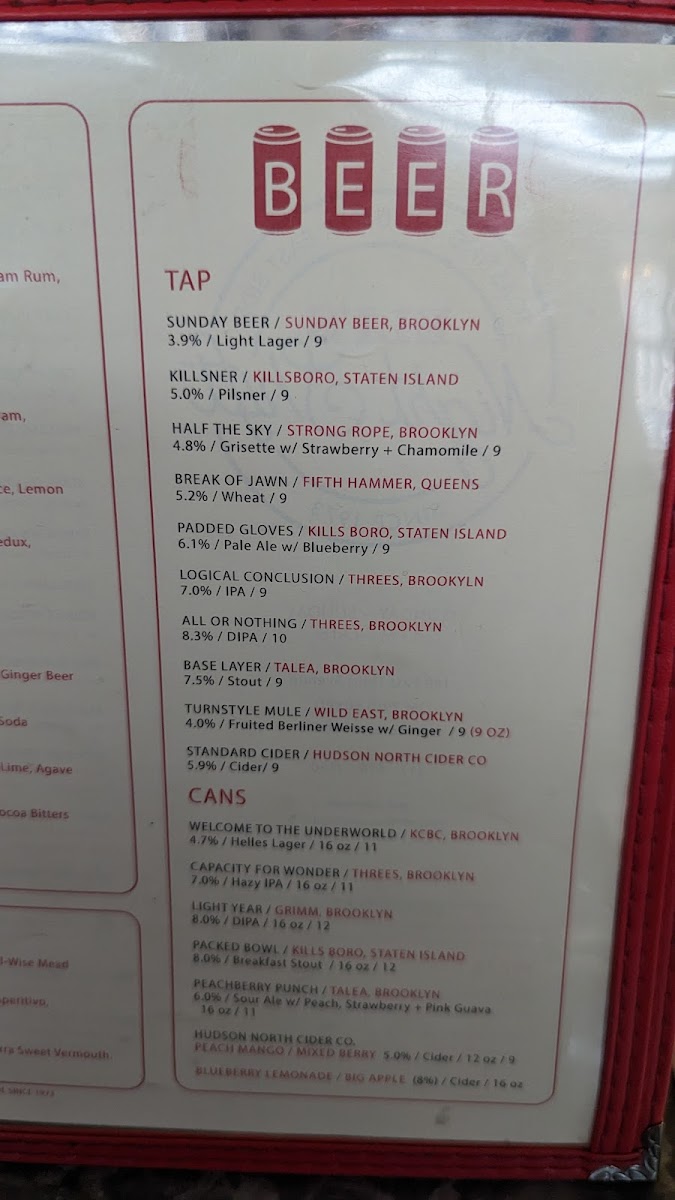 am Rum,
am,
ce, Lemon
edux,
Ginger Beer
Soda
Lime, Agave
ocoa Bitters
l-Wise Mead
peritivo,
rra Sweet Vermouth
SINCE 1973
BEER
TAP
SUNDAY BEER / SUNDAY BEER, BROOKLYN
3.9% / Light Lager / 9
KILLSNER / KILLSBORO, STATEN ISLAND
5.0% / Pilsner / 9
HALF THE SKY / STRONG ROPE, BROOKLYN
4.8% / Grisette w/ Strawberry + Chamomile / 9
BREAK OF JAWN / FIFTH HAMMER, QUEENS
5.2% / Wheat / 9
PADDED GLOVES / KILLS BORO, STATEN ISLAND
6.1% / Pale Ale w/ Blueberry / 9
LOGICAL CONCLUSION / THREES, BROOKYLN
7.0% / IPA / 9
ALL OR NOTHING / THREES, BROOKLYN
8.3% / DIPA / 10
BASE LAYER / TALEA, BROOKLYN
7.5% / Stout / 9
TURNSTYLE MULE / WILD EAST, BROOKLYN
4.0% / Fruited Berliner Weisse w/ Ginger / 9 (9 OZ)
STANDARD CIDER / HUDSON NORTH CIDER CO
5.9% / Cider/ 9
CANS
WELCOME TO THE UNDERWORLD / KCBC, BROOKLYN
4.7% / Helles Lager / 16 oz / 11
CAPACITY FOR WONDER / THREES, BROOKLYN
7.0% / Hazy IPA / 16 oz / 11
LIGHT YEAR / GRIMM, BROOKLYN
8.0% / DIPA / 16 oz / 12
PACKED BOWL / KILLS BORO, STATEN ISLAND
8.0% / Breakfast Stout / 16 oz / 12
PEACHBERRY PUNCH / TALEA, BROOKLYN
6.0% / Sour Ale w/ Peach, Strawberry + Pink Guava
16 oz / 11
HUDSON NORTH CIDER CO.
PEACH MANGO / MIXED BERRY 5.0% / Cider / 12 oz / 9
BLUEBERRY LEMONADE / BIG APPLE (8%) / Cider / 16 oz